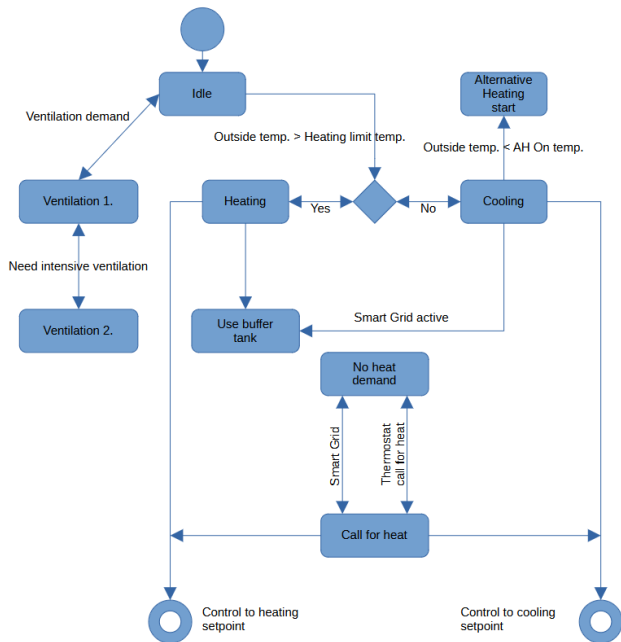 Idle
Alternative
Heating
start
Ventilation demand
Outside temp. > Heating limit temp.
Outside temp. < AH On temp.
Ventilation 1.
Heating
Yes
No
Cooling
Need intensive ventilation
Ventilation 2.
Use buffer
tank
Smart Grid active
No heat
demand
Smart Grid
Thermostat
call for heat
Call for heat
Control to heating
setpoint
Control to cooling
setpoint